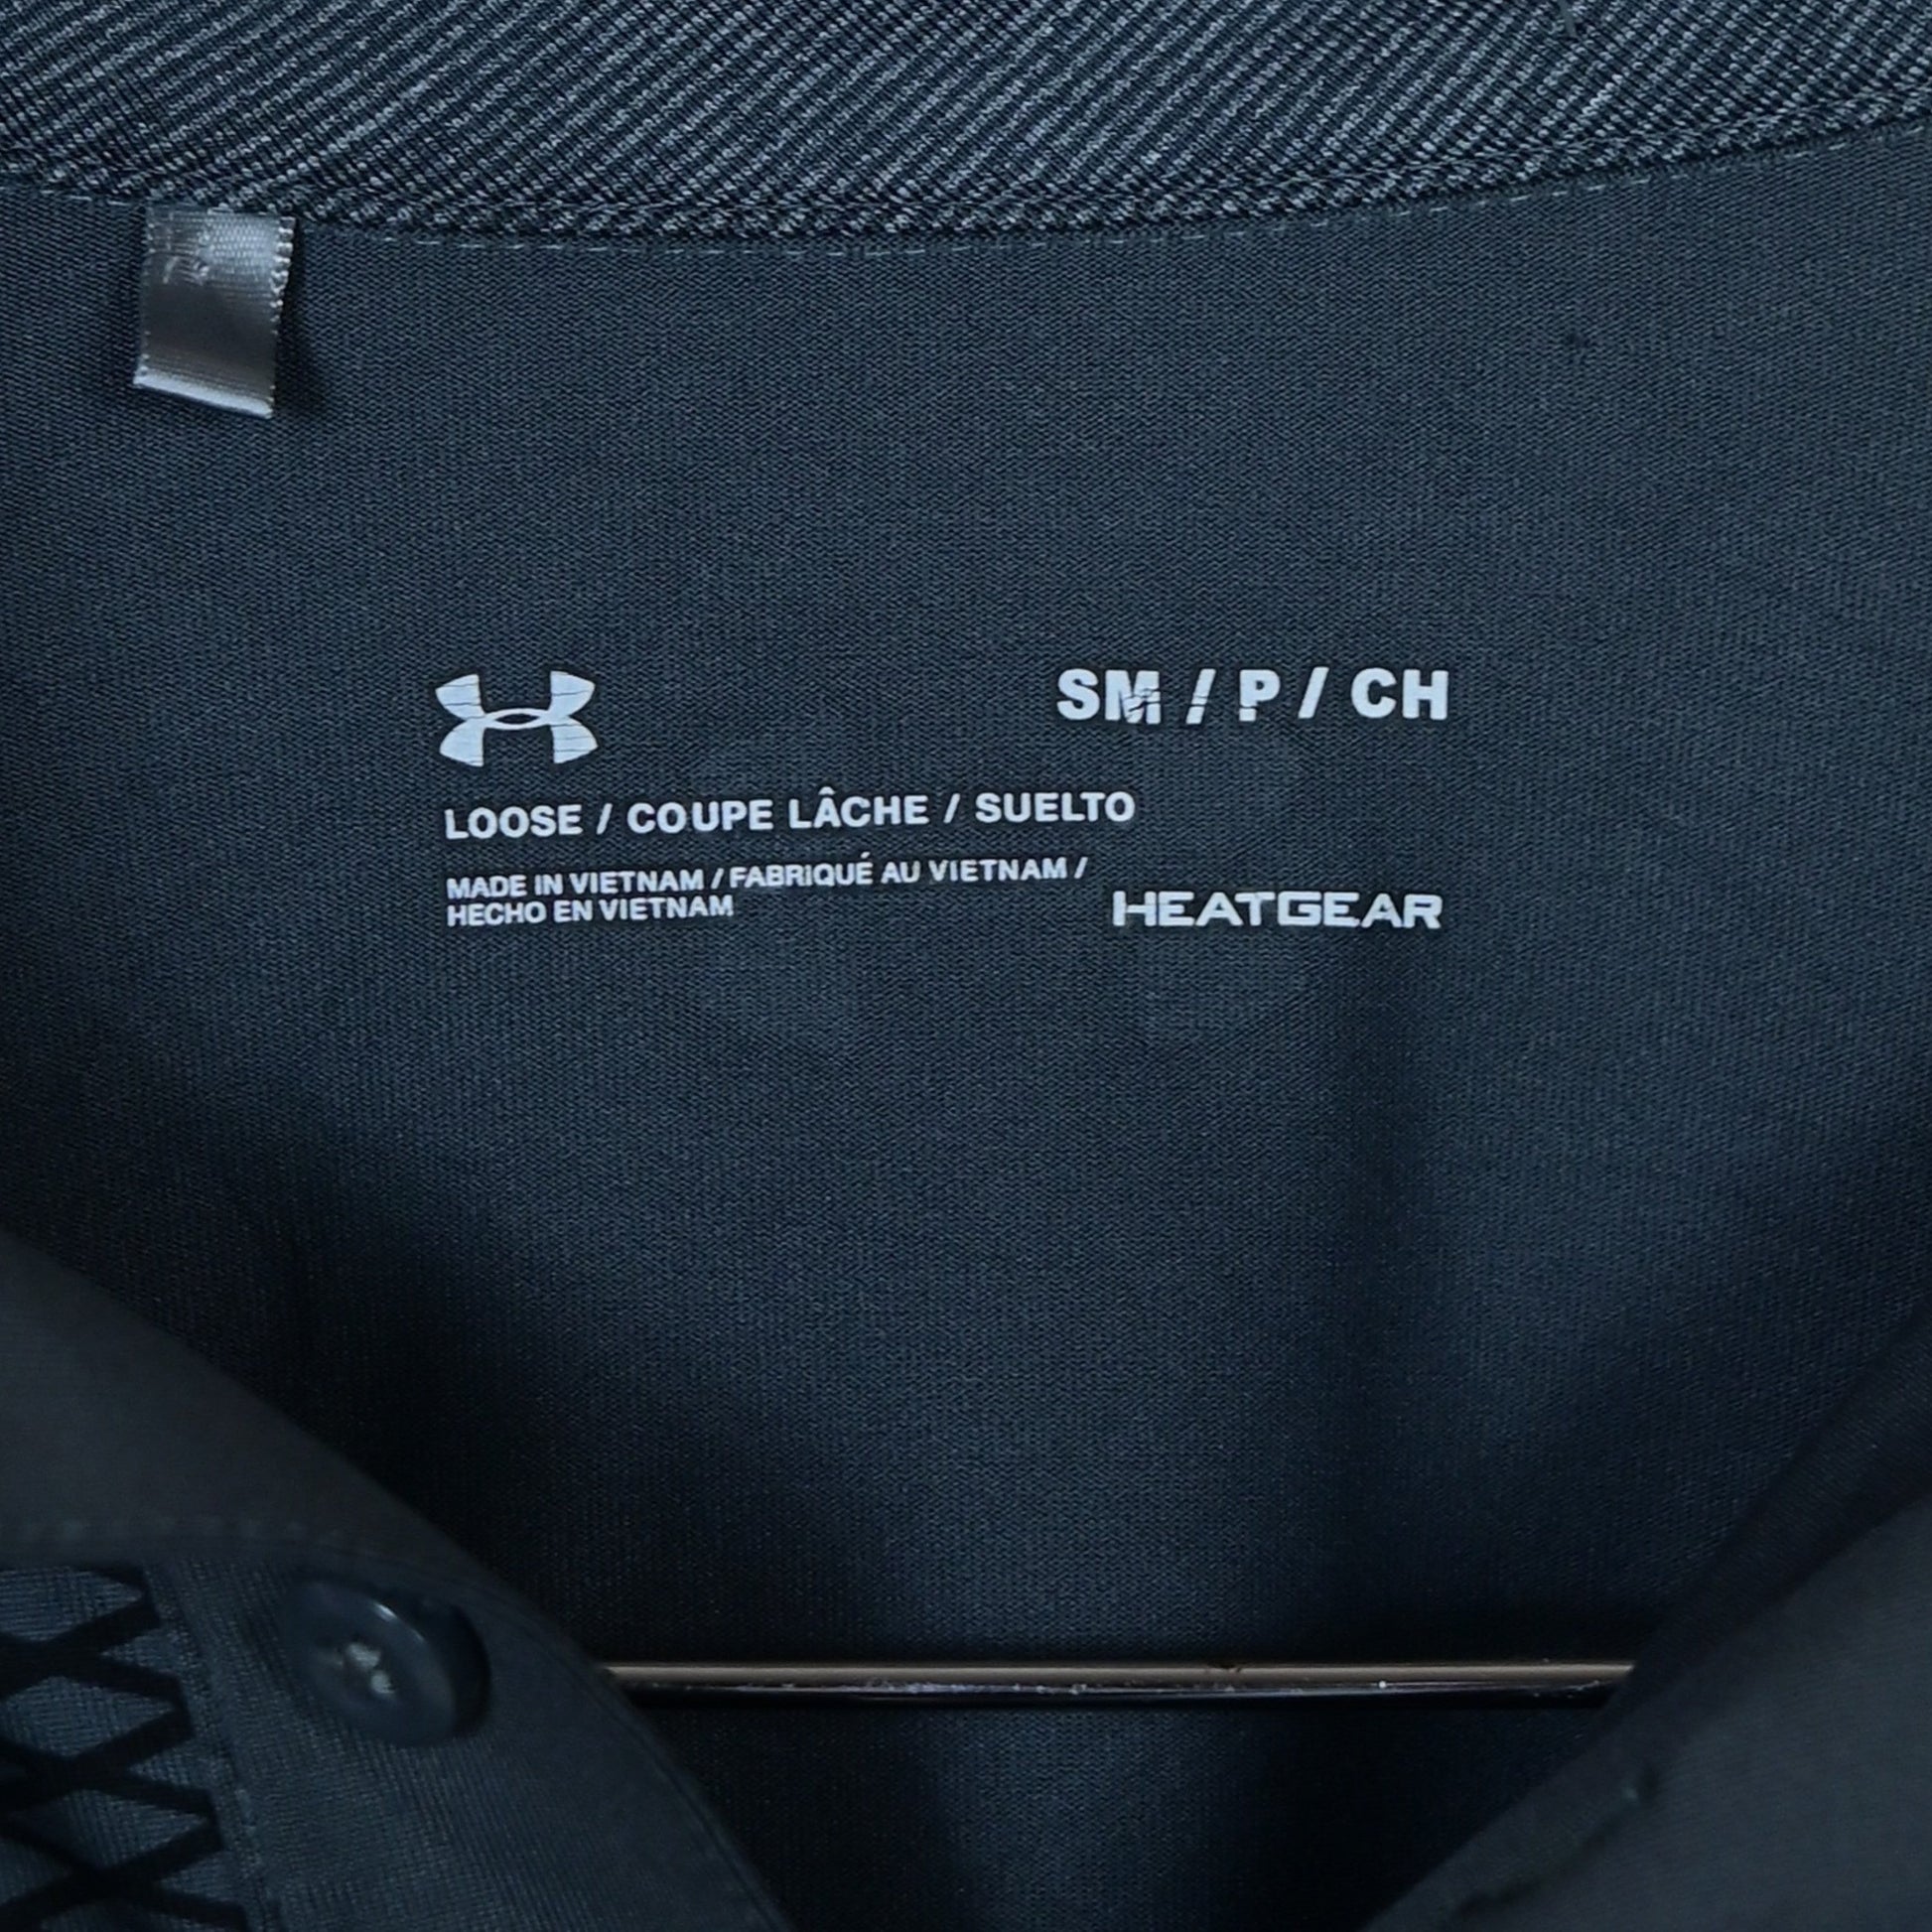 SM / P / CH
LOOSE / COUPE LÂCHE / SUELTO
MADE IN VIETNAM / FABRIQUÉ AU VIETNAM /
HECHO EN VIETNAM
HEATGEAR